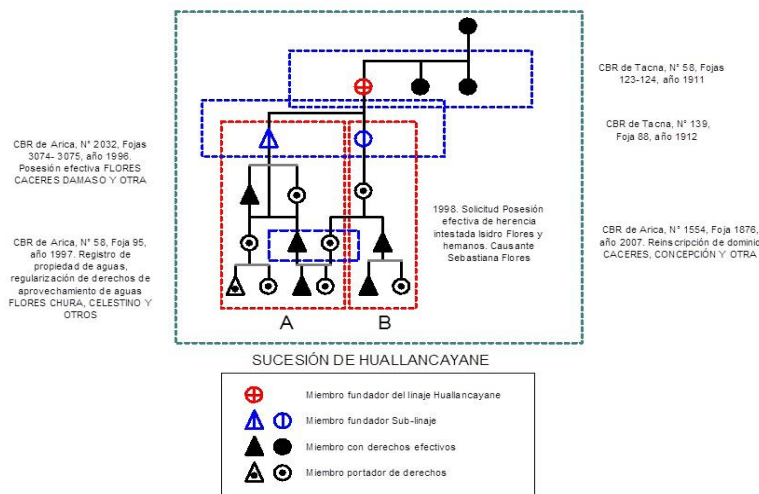 CBR de Tacna, N° 58, Fojas
123-124, año 1911
CBR de Tacna, N° 139,
Foja 88, año 1912
CBR de Arica, N° 2032, Fojas
3074- 3075, año 1996.
Posesión efectiva FLORES
CACERES DAMASO Y OTRA
1998. Solicitud Posesión
efectiva de herencia
intestada Isidro Flores y
hemanos. Causante
Sebastiana Flores
CBR de Arica, N° 1554, Foja 1876,
año 2007. Reinscripción de dominio
CACERES, CONCEPCIÓN Y OTRA
CBR de Arica, N° 58, Foja 95,
año 1997. Registro de
propiedad de aguas,
regularización de derechos de
aprovechamiento de aguas
FLORES CHURA, CELESTINO Y
OTROS
A
B
SUCESIÓN DE HUALLANCAYANE
Miembro fundador del linaje Huallancayane
Miembro fundador Sub-linaje
Miembro con derechos efectivos
Miembro portador de derechos